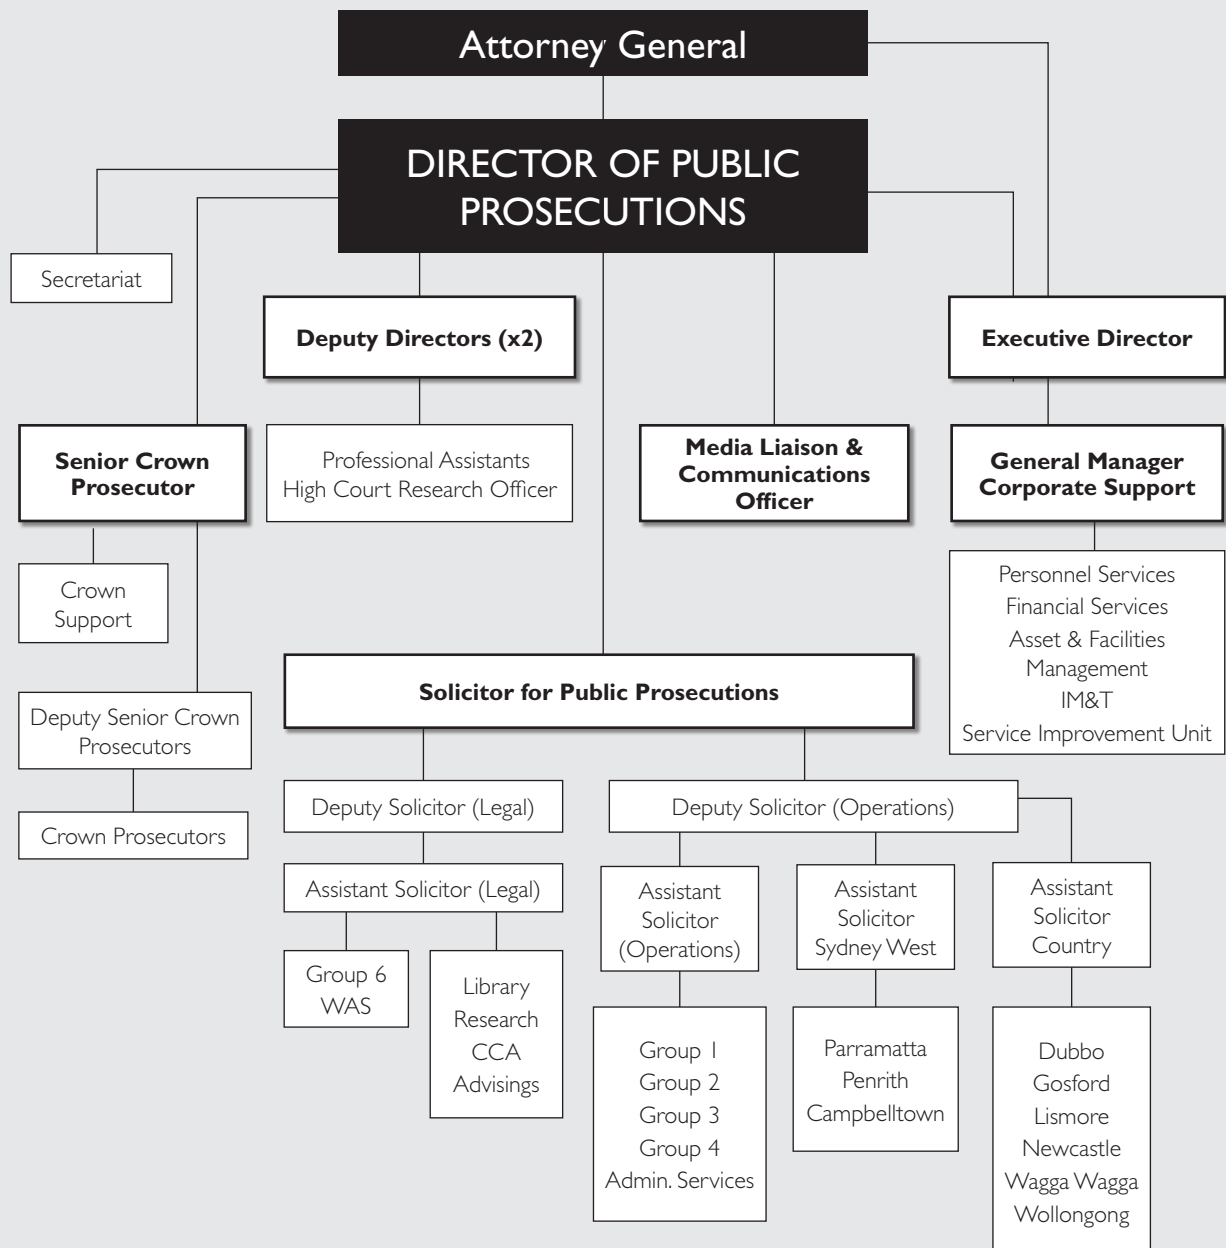 Attorney General
DIRECTOR OF PUBLIC
PROSECUTIONS
Secretariat
Deputy Directors (x2)
Executive Director
Senior Crown
Prosecutor
Professional Assistants
High Court Research Officer
Media Liaison &
Communications
Officer
General Manager
Corporate Support
Crown
Support
Personnel Services
Financial Services
Asset & Facilities
Management
IM&T
Service Improvement Unit
Solicitor for Public Prosecutions
Deputy Senior Crown
Prosecutors
Crown Prosecutors
Deputy Solicitor (Legal)
Deputy Solicitor (Operations)
Assistant Solicitor (Legal)
Assistant
Solicitor
(Operations)
Assistant
Solicitor
Sydney West
Assistant
Solicitor
Country
Group 6
WAS
Library
Research
CCA
Advisings
Group 1
Group 2
Group 3
Group 4
Admin. Services
Parramatta
Penrith
Campbelltown
Dubbo
Gosford
Lismore
Newcastle
Wagga Wagga
Wollongong